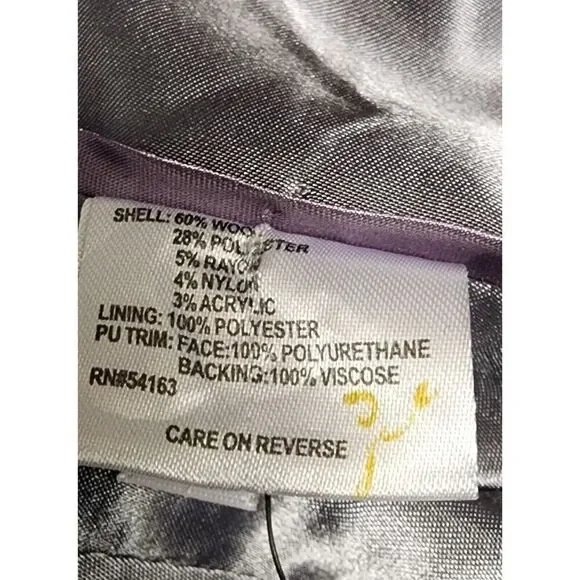 SHELL: 60% WOOL
28% POLYESTER
5% RAYON
4% NYLON
3% ACRYLIC
LINING: 100% POLYESTER
PU TRIM: FACE:100% POLYURETHANE
BACKING:100% VISCOSE
RN#54163
CARE ON REVERSE